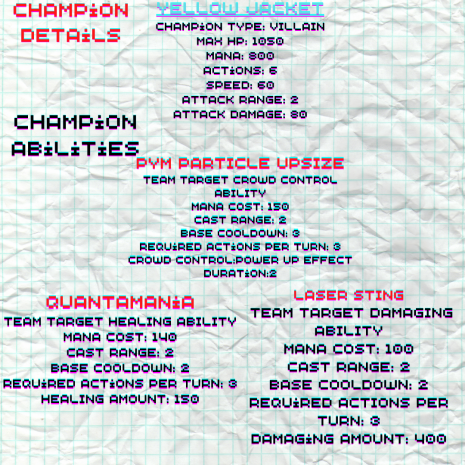 CHAMPiON
DETAiLS
YELLOW JACKET
CHAMPiON TYPE: VILLAIN
MAX HP: 1050
MANA: 800
ACTiONS: 6
SPEED: 60
ATTACK RANGE: 2
ATTACK DAMAGE: 80
CHAMPiON
ABiLiTIES
PYM PARTICLE UPSIZE
TEAM TARGET CROWD CONTROL
ABILITY
MANA COST: 150
CAST RANGE: 2
BASE COOLDOWN: 3
REQUiRED ACTiONS PER TURN: 3
CROWD CONTROL:POWER UP EFFECT
DURATION:2
QUANTAMANiA
TEAM TARGET HEALING ABILITY
MANA COST: 140
CAST RANGE: 2
BASE COOLDOWN: 2
REQUiRED ACTiONS PER TURN: 3
HEALING AMOUNT: 150
LASER STING
TEAM TARGET DAMAGING
ABILITY
MANA COST: 100
CAST RANGE: 2
BASE COOLDOWN: 2
REQUiRED ACTIONS PER
TURN: 3
DAMAGiNG AMOUNT: 400